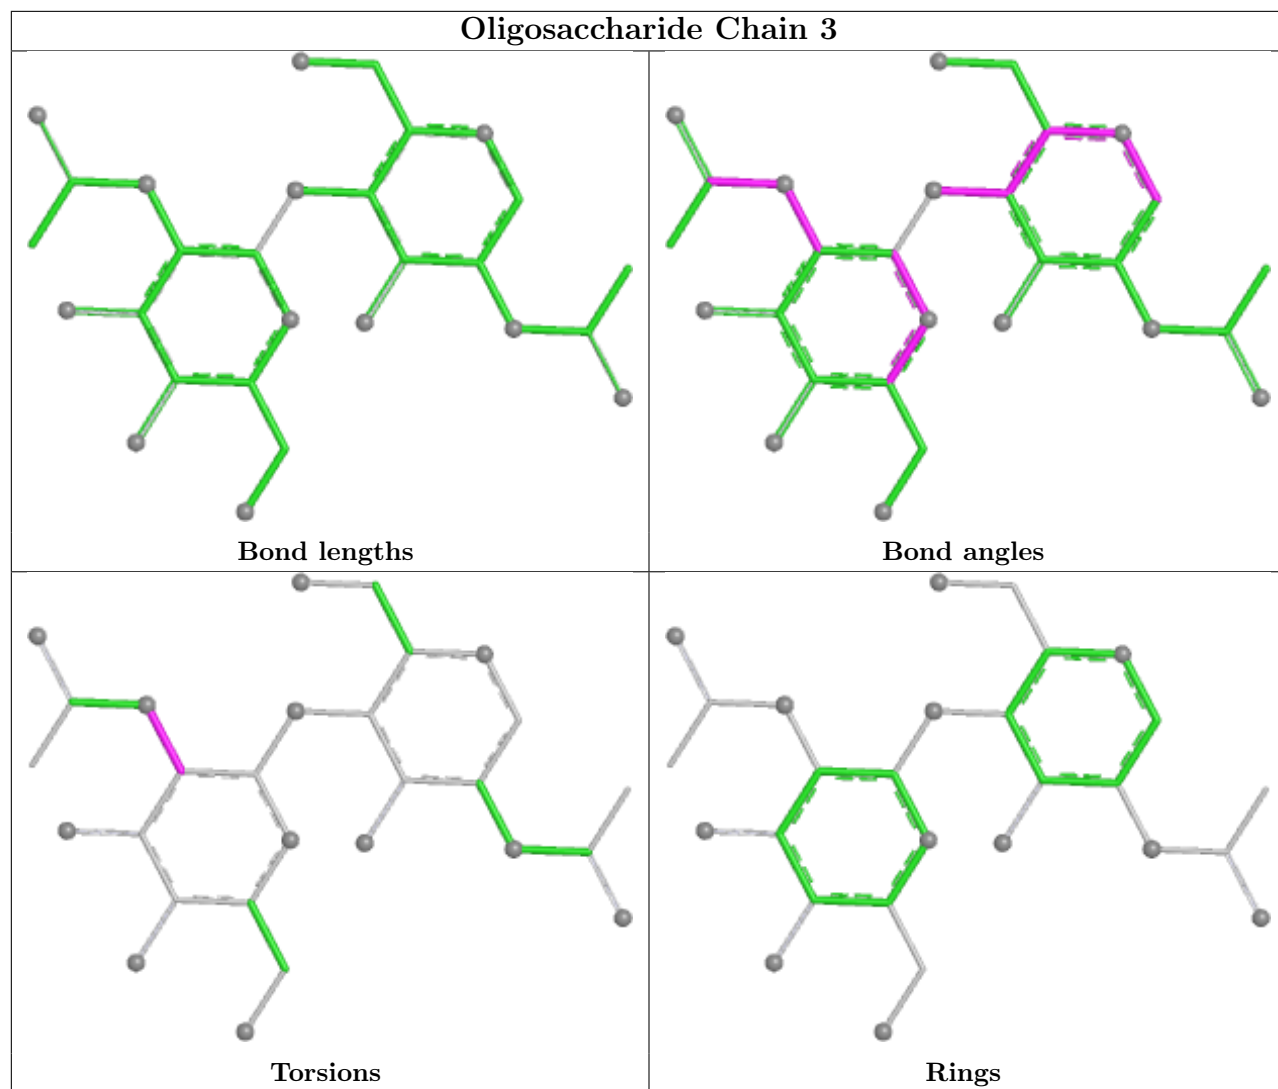 Oligosaccharide Chain 3
Bond lengths
Bond angles
Torsions
Rings